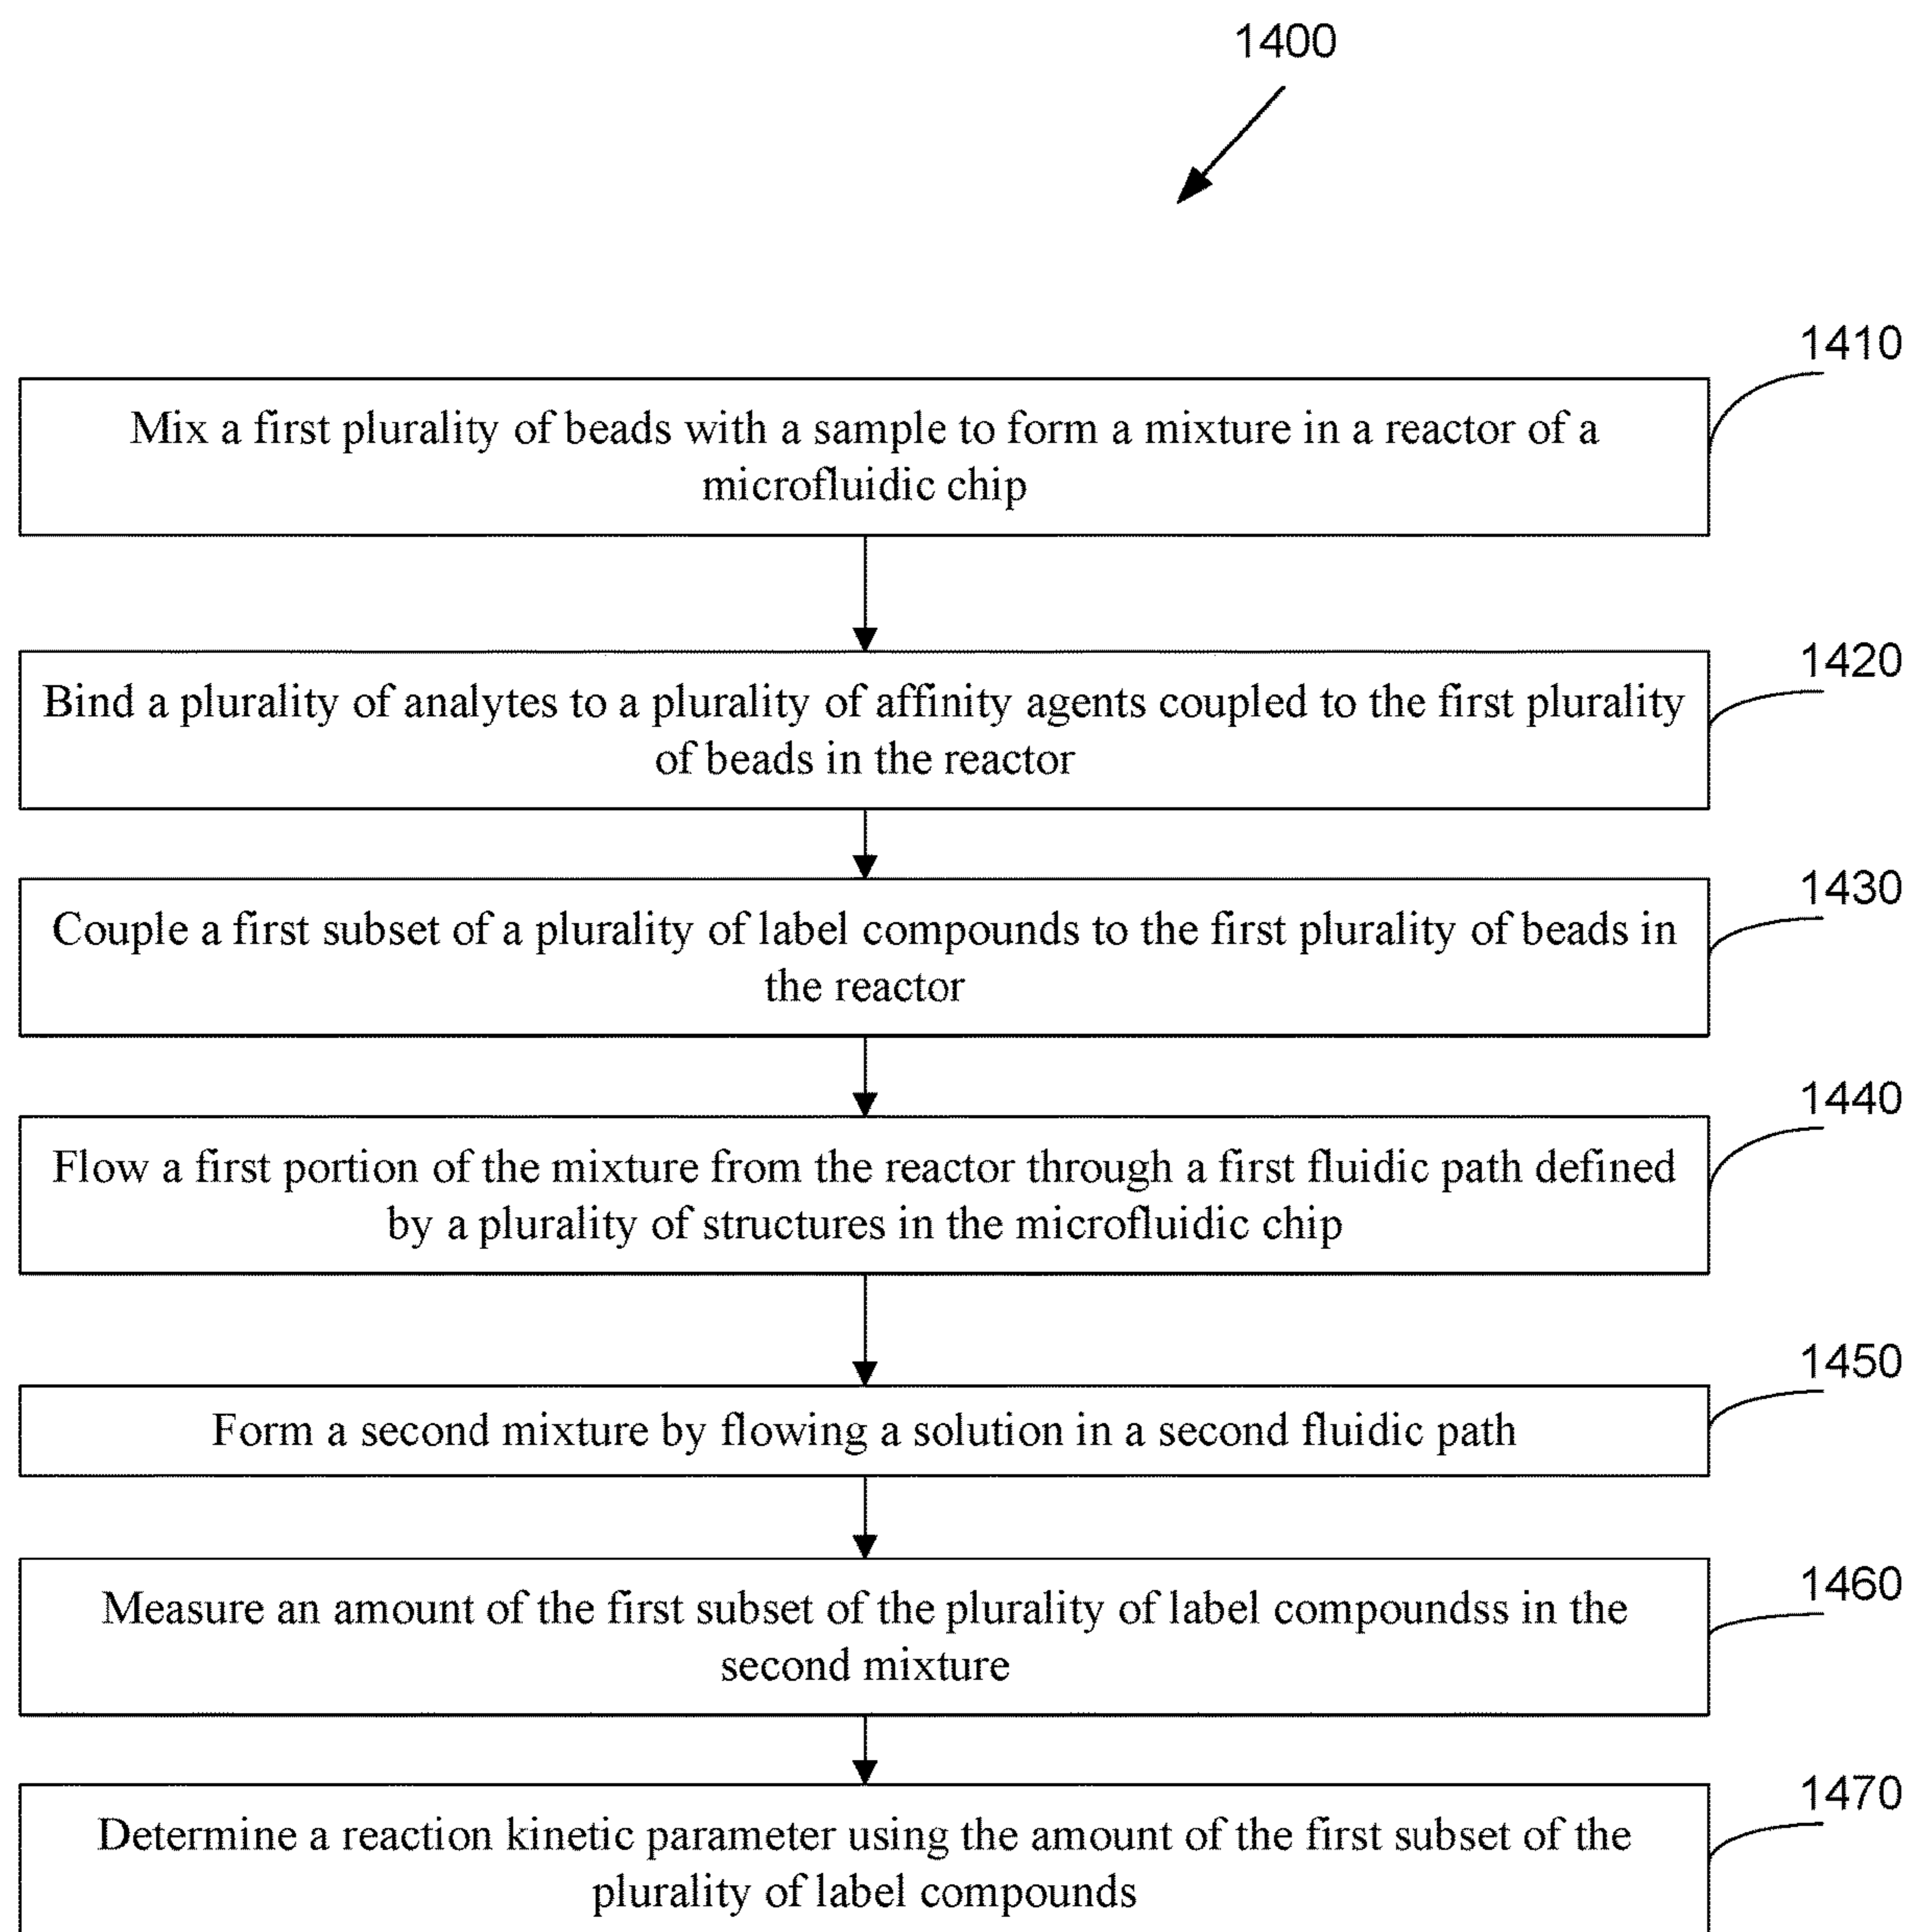 1400
1410
Mix a first plurality of beads with a sample to form a mixture in a reactor of a
microfluidic chip
1420
Bind a plurality of analytes to a plurality of affinity agents coupled to the first plurality
of beads in the reactor
1430
Couple a first subset of a plurality of label compounds to the first plurality of beads in
the reactor
1440
Flow a first portion of the mixture from the reactor through a first fluidic path defined
by a plurality of structures in the microfluidic chip
1450
Form a second mixture by flowing a solution in a second fluidic path
1460
Measure an amount of the first subset of the plurality of label compoundss in the
second mixture
1470
Determine a reaction kinetic parameter using the amount of the first subset of the
plurality of label compounds